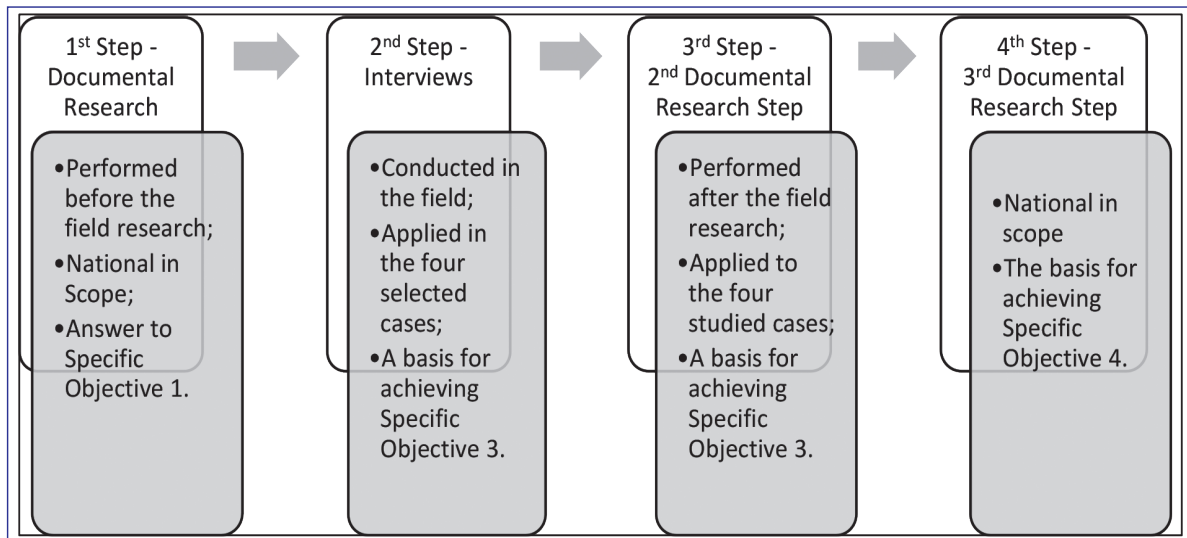 1st Step -
Documental
Research
•Performed
before the
field research;
•National in
Scope;
•Answer to
Specific
Objective 1.
2nd Step -
Interviews
•Conducted in
the field;
•Applied in
the four
selected
cases;
•A basis for
achieving
Specific
Objective 3.
3rd Step -
2nd Documental
Research Step
•Performed
after the field
research;
•Applied to
the four
studied cases;
•A basis for
achieving
Specific
Objective 3.
4th Step -
3rd Documental
Research Step
•National in
scope
•The basis for
achieving
Specific
Objective 4.